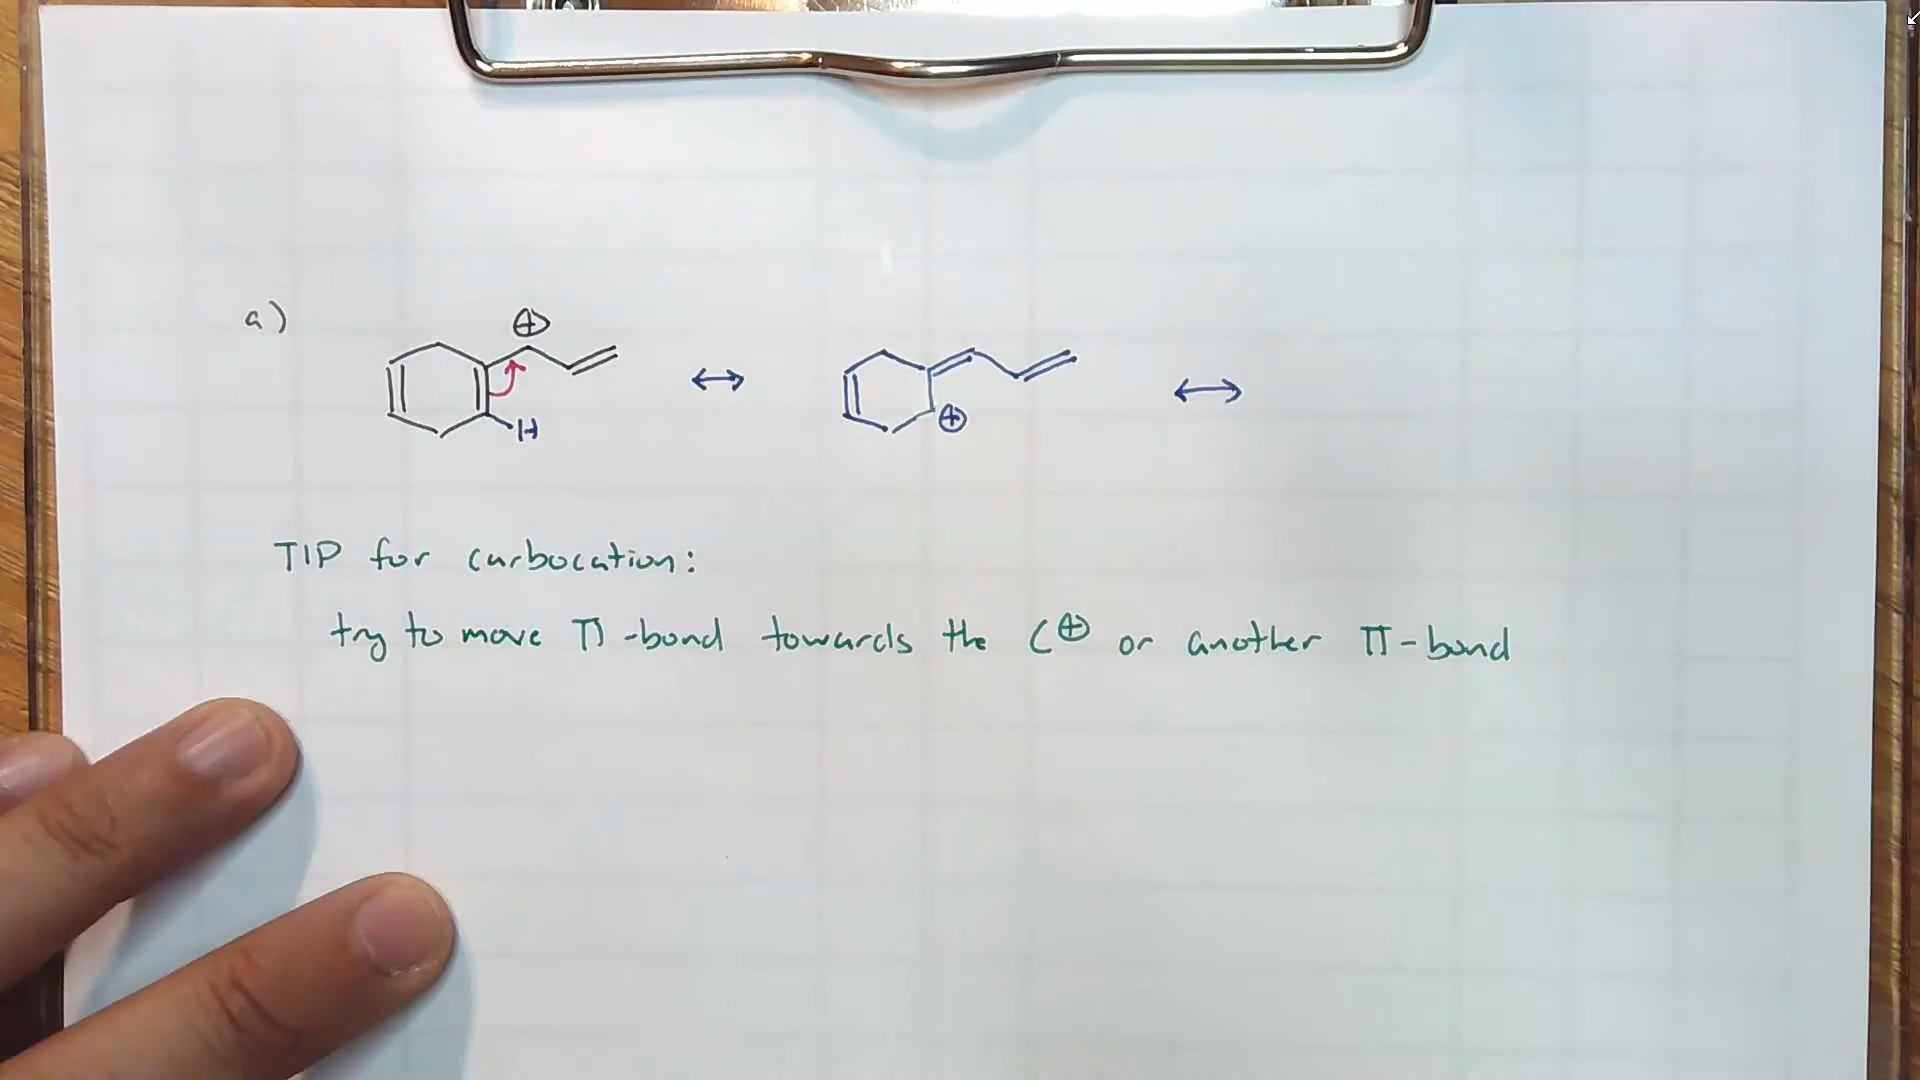 a)
⊕
H
⊕
TIP for carbocation:
try to move π-bond towards the C⊕ or another π-bond